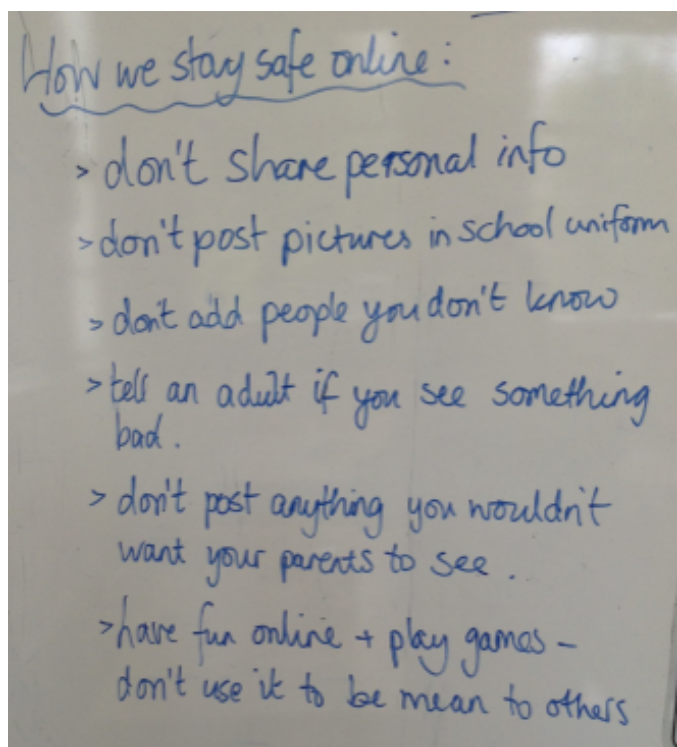 How we stay safe online:
> don't share personal info
> don't post pictures in school uniform
> don't add people you don't know
> tell an adult if you see something
bad.
> don't post anything you wouldn't
want your parents to see.
> have fun online + play games -
don't use it to be mean to others